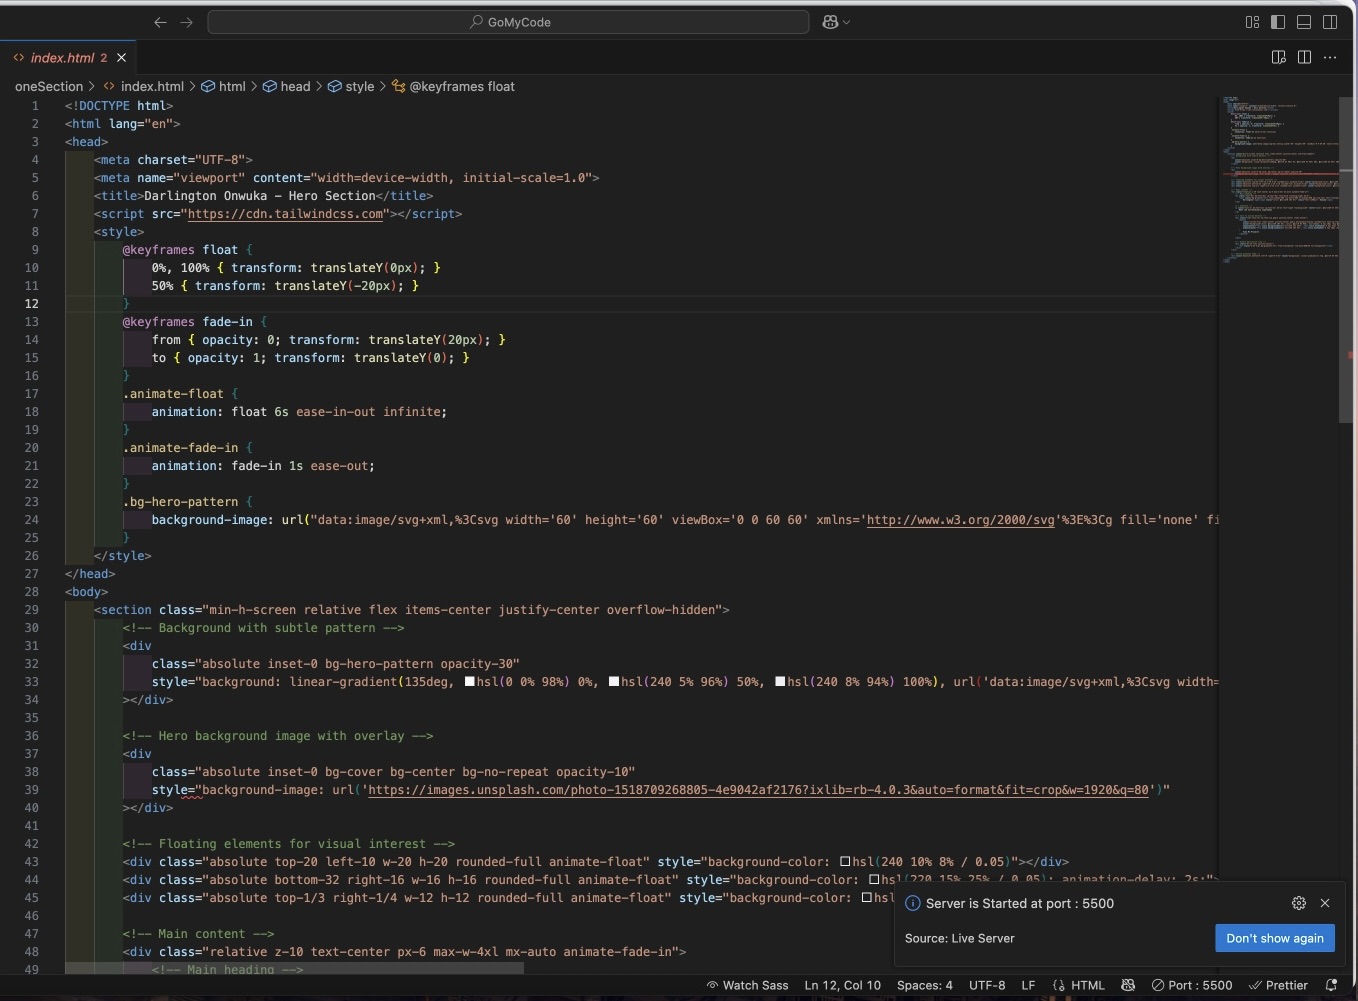 GoMyCode
index.html 2
oneSection > index.html > html > head > style > @keyframes float
1 <!DOCTYPE html>
2 <html lang="en">
3 <head>
4 <meta charset="UTF-8">
5 <meta name="viewport" content="width=device-width, initial-scale=1.0">
6 <title>Darlington Onwuka - Hero Section</title>
7 <script src="https://cdn.tailwindcss.com"></script>
8 <style>
9 @keyframes float {
10 0%, 100% { transform: translateY(0px); }
11 50% { transform: translateY(-20px); }
12 }
13 @keyframes fade-in {
14 from { opacity: 0; transform: translateY(20px); }
15 to { opacity: 1; transform: translateY(0); }
16 }
17 .animate-float {
18 animation: float 6s ease-in-out infinite;
19 }
20 .animate-fade-in {
21 animation: fade-in 1s ease-out;
22 }
23 .bg-hero-pattern {
24 background-image: url("data:image/svg+xml,%3Csvg width='60' height='60' viewBox='0 0 60 60' xmlns='http://www.w3.org/2000/svg'%3E%3Cg fill='none' fi
25 }
26 </style>
27 </head>
28 <body>
29 <section class="min-h-screen relative flex items-center justify-center overflow-hidden">
30 <!-- Background with subtle pattern -->
31 <div
32 class="absolute inset-0 bg-hero-pattern opacity-30"
33 style="background: linear-gradient(135deg, hsl(0 0% 98%) 0%, hsl(240 5% 96%) 50%, hsl(240 8% 94%) 100%), url('data:image/svg+xml,%3Csvg width=
34 ></div>
35
36 <!-- Hero background image with overlay -->
37 <div
38 class="absolute inset-0 bg-cover bg-center bg-no-repeat opacity-10"
39 style="background-image: url('https://images.unsplash.com/photo-1518709268805-4e9042af2176?ixlib=rb-4.0.3&auto=format&fit=crop&w=1920&q=80')"
40 ></div>
41
42 <!-- Floating elements for visual interest -->
43 <div class="absolute top-20 left-10 w-20 h-20 rounded-full animate-float" style="background-color: hsl(240 10% 8% / 0.05)"></div>
44 <div class="absolute bottom-32 right-16 w-16 h-16 rounded-full animate-float" style="background-color: hsl(220 15% 25% / 0.05); animation-delay: 2s;">
45 <div class="absolute top-1/3 right-1/4 w-12 h-12 rounded-full animate-float" style="background-color: hsl
46
47 <!-- Main content -->
48 <div class="relative z-10 text-center px-6 max-w-4xl mx-auto animate-fade-in">
49 <!-- Main heading -->
Server is Started at port : 5500
Source: Live Server
Don't show again
Watch Sass Ln 12, Col 10 Spaces: 4 UTF-8 LF {} HTML Port : 5500 Prettier